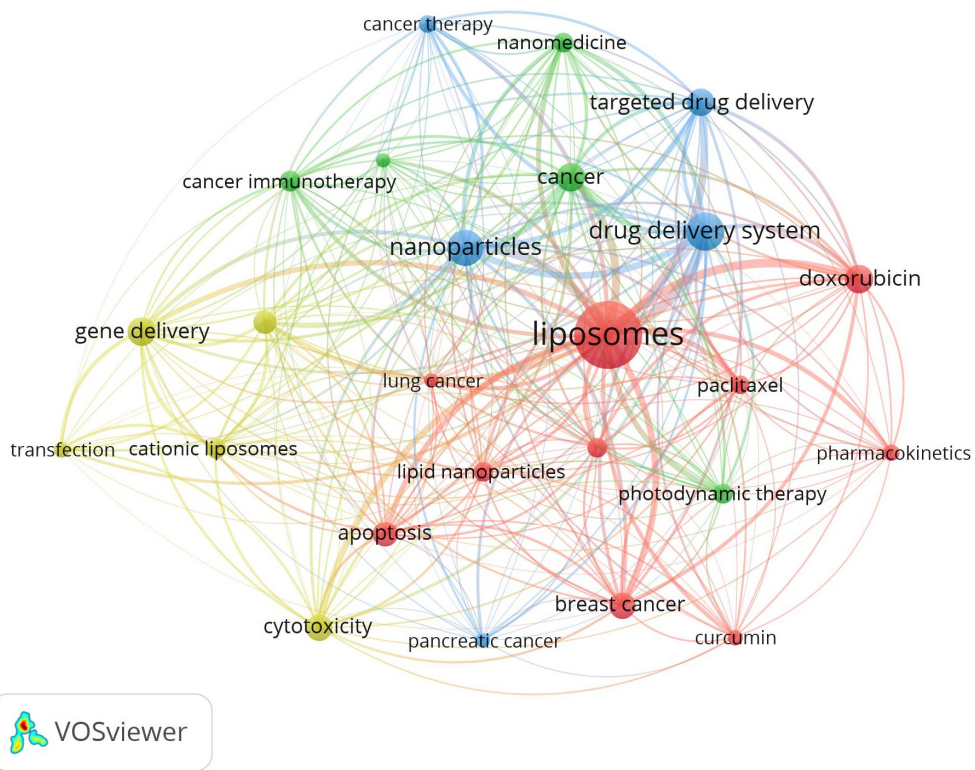 cancer therapy
nanomedicine
targeted drug delivery
cancer immunotherapy
cancer
nanoparticles
drug delivery system
doxorubicin
gene delivery
liposomes
lung cancer
paclitaxel
transfection
cationic liposomes
lipid nanoparticles
pharmacokinetics
photodynamic therapy
apoptosis
breast cancer
cytotoxicity
pancreatic cancer
curcumin
VOSviewer